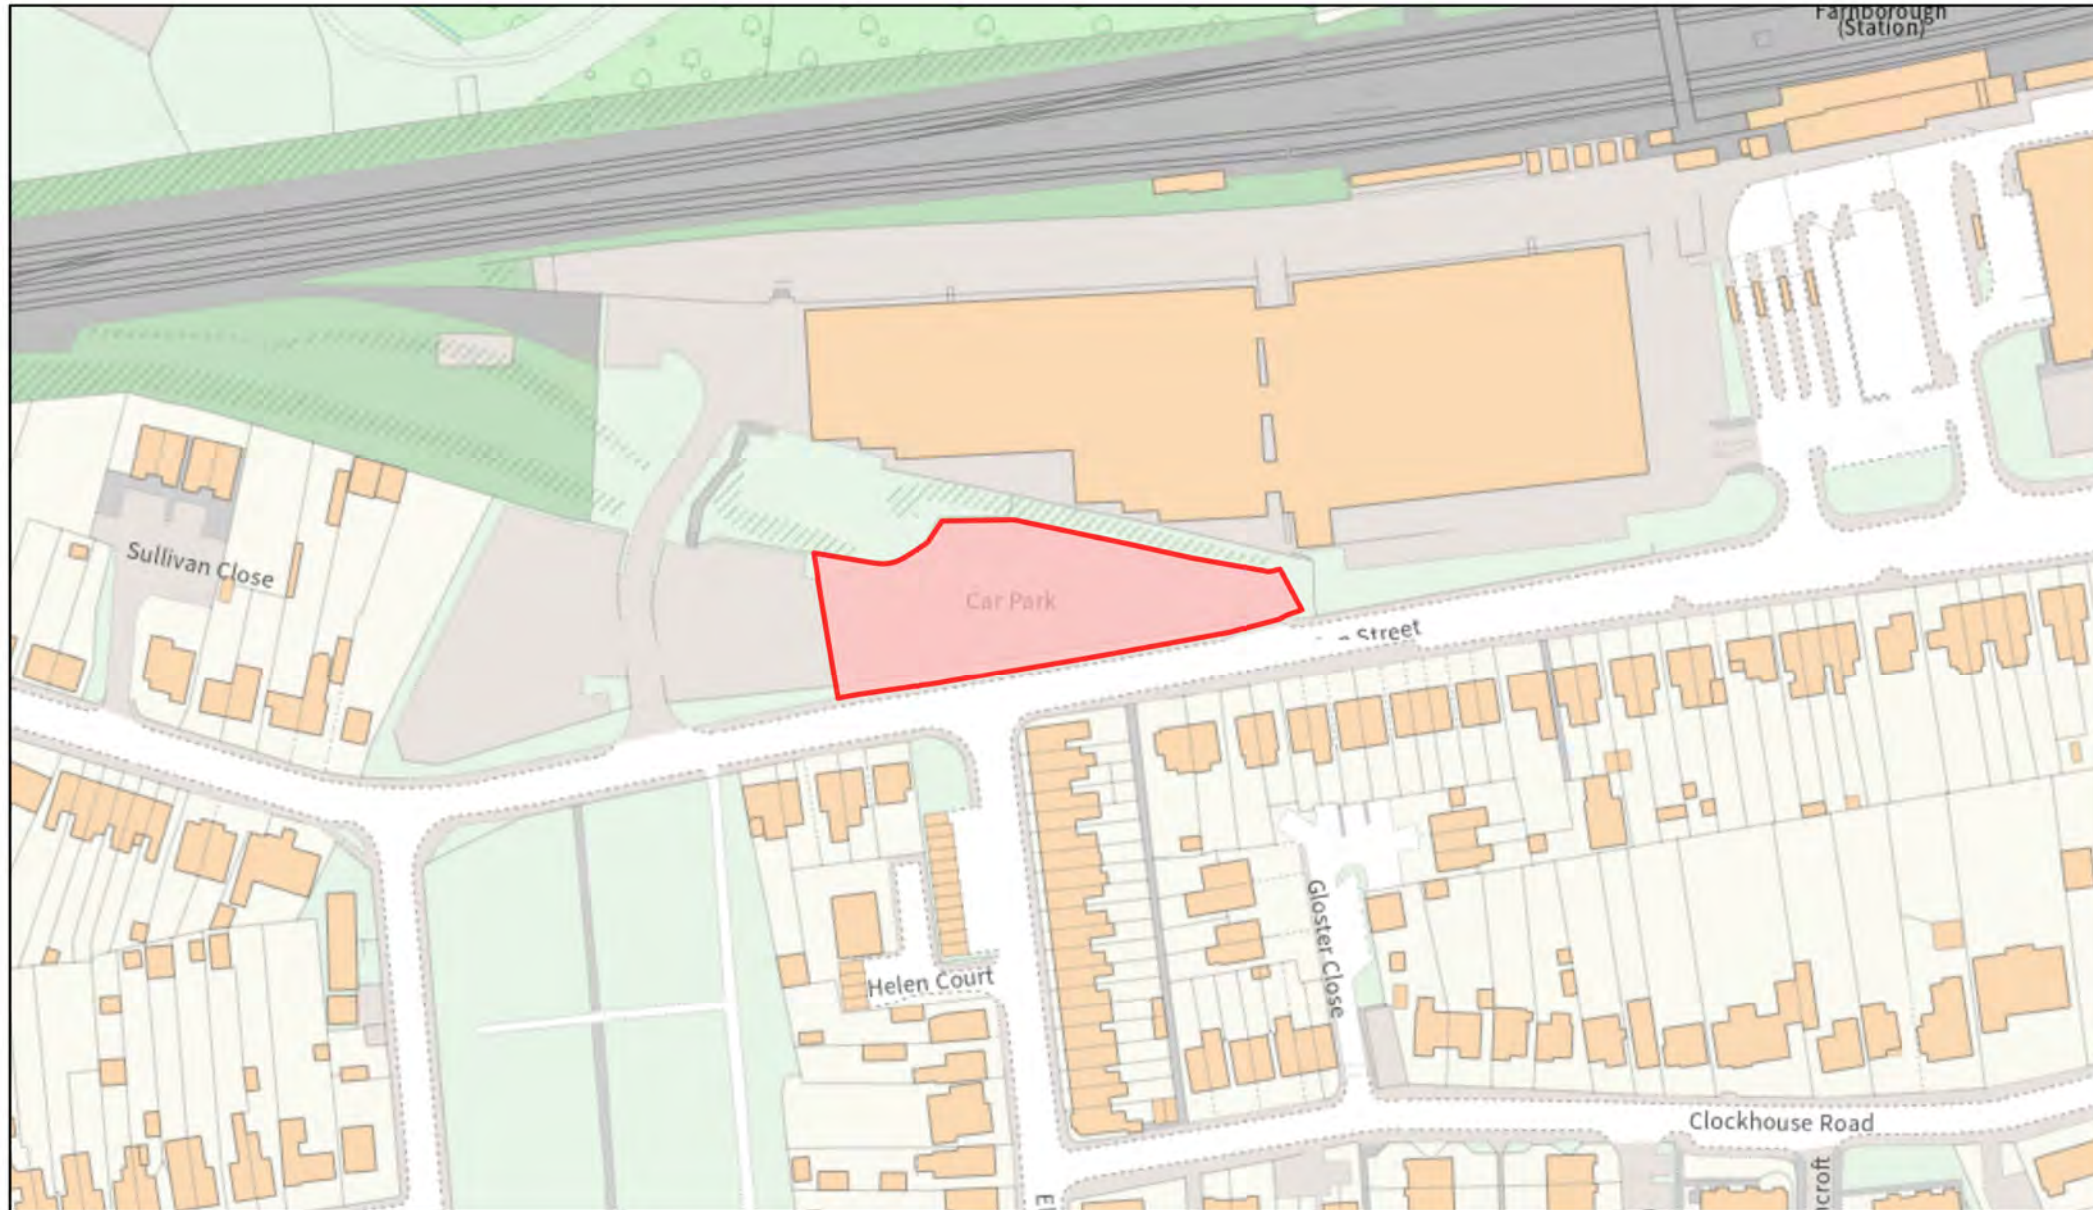 Farnborough
(Station)
Sullivan Close
Car Park
Street
Gloster Close
Helen Court
Clockhouse Road